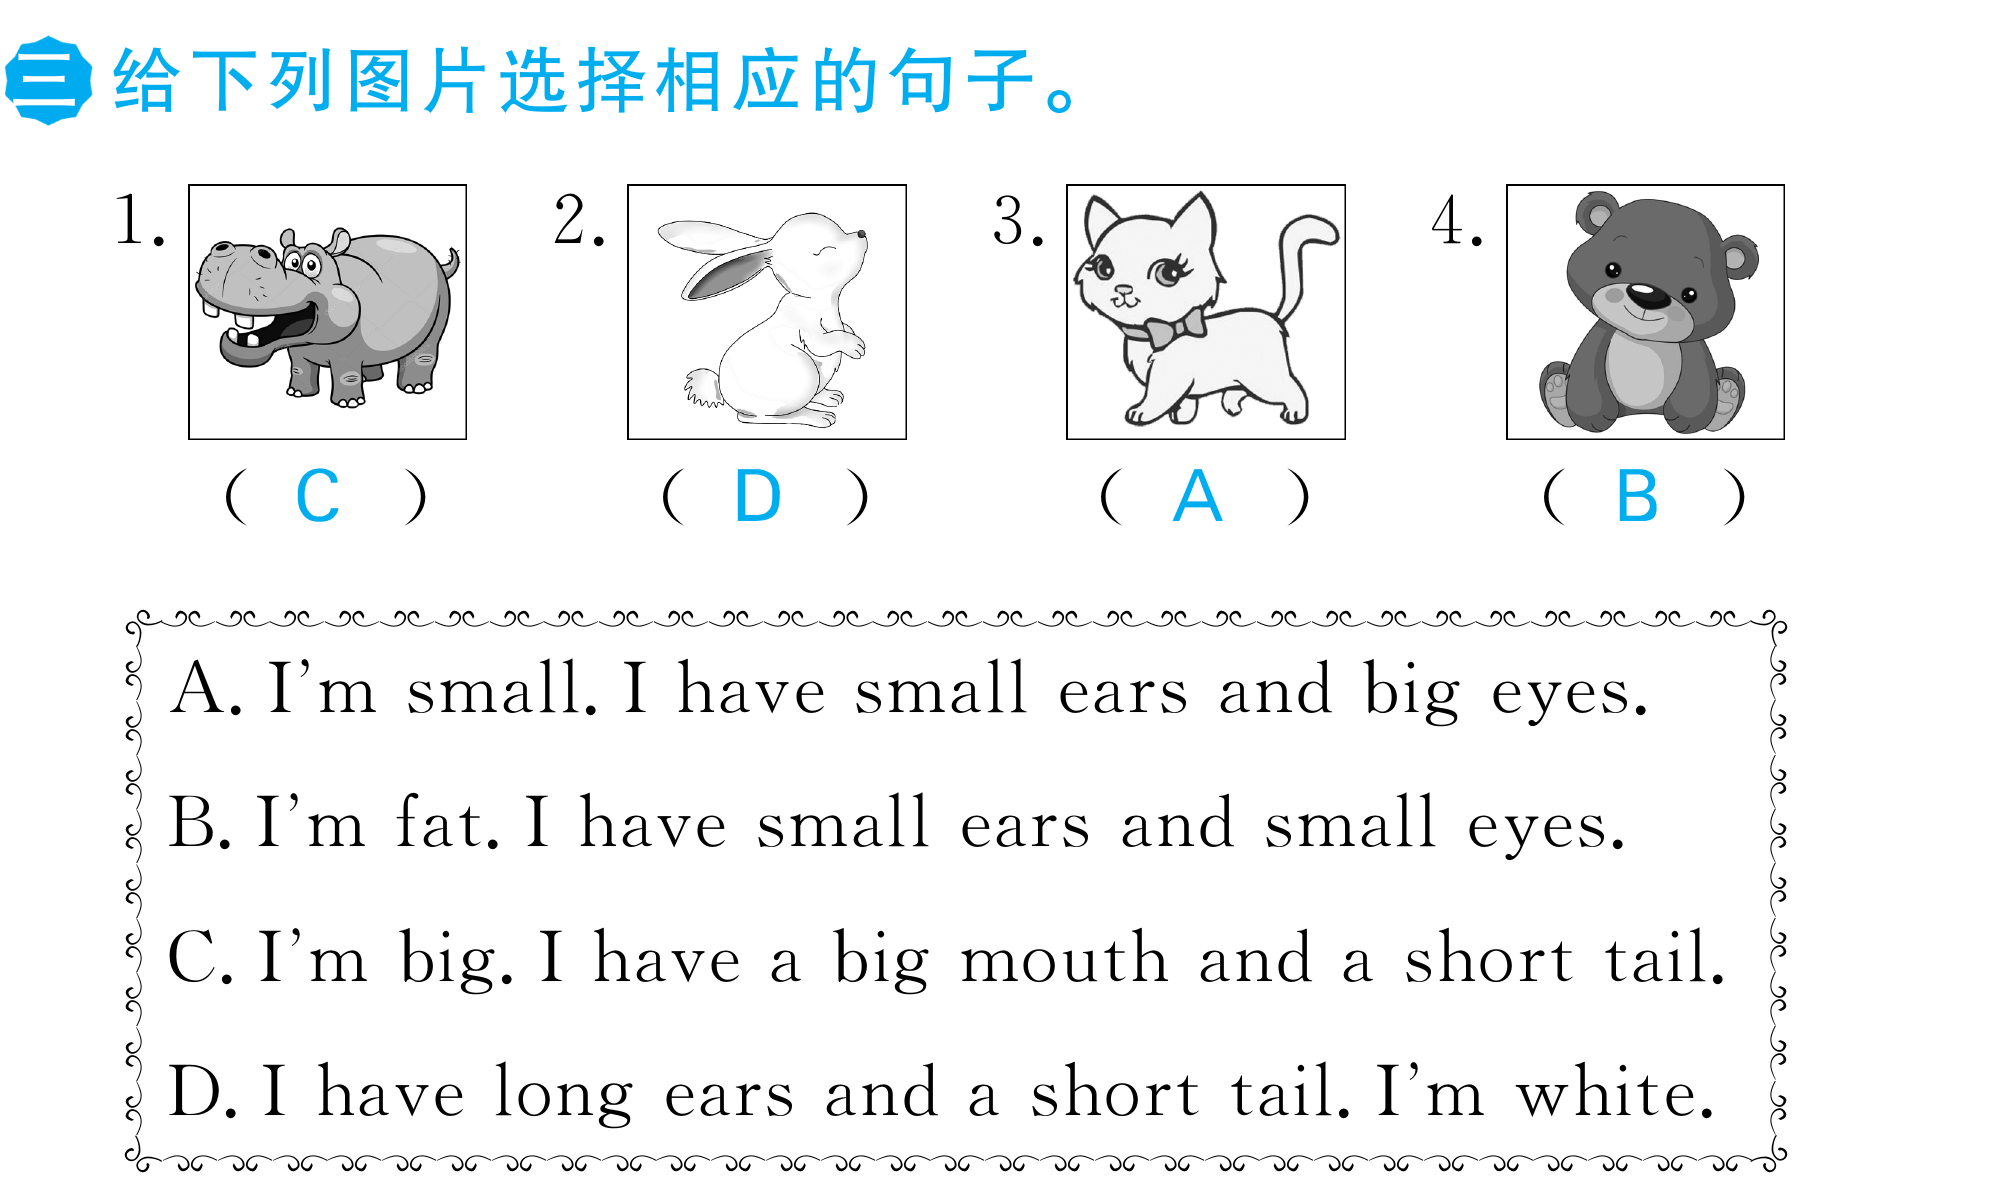 三 给下列图片选择相应的句子。
1. 2. 3. 4.
( C ) ( D ) ( A ) ( B )
A. I'm small. I have small ears and big eyes.
B. I'm fat. I have small ears and small eyes.
C. I'm big. I have a big mouth and a short tail.
D. I have long ears and a short tail. I'm white.